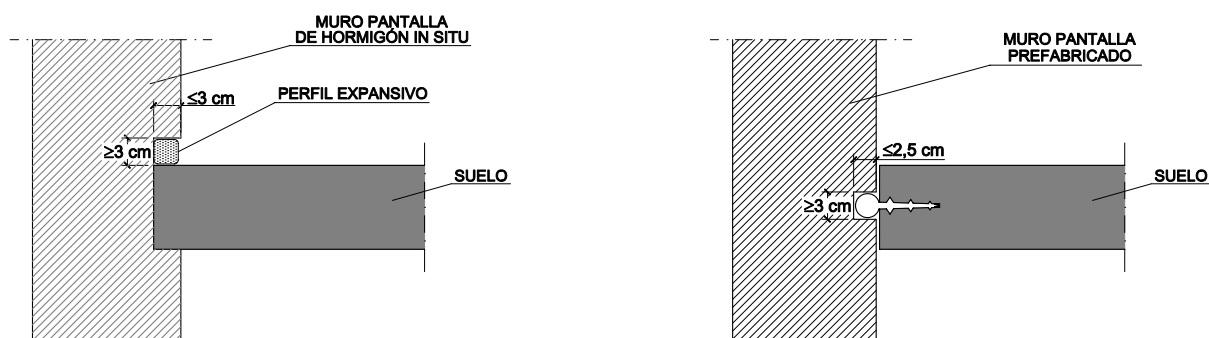 MURO PANTALLA
DE HORMIGÓN IN SITU
≤3 cm
PERFIL EXPANSIVO
≥3 cm
SUELO
MURO PANTALLA
PREFABRICADO
≤2,5 cm
≥3 cm
SUELO